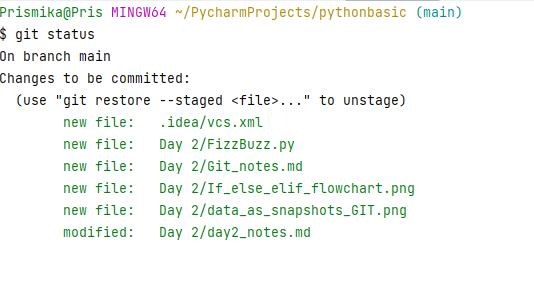 Prismika@Pris MINGW64 ~/PycharmProjects/pythonbasic (main)
$ git status
On branch main
Changes to be committed:
  (use "git restore --staged <file>..." to unstage)
        new file:   .idea/vcs.xml
        new file:   Day 2/FizzBuzz.py
        new file:   Day 2/Git_notes.md
        new file:   Day 2/If_else_elif_flowchart.png
        new file:   Day 2/data_as_snapshots_GIT.png
        modified:   Day 2/day2_notes.md